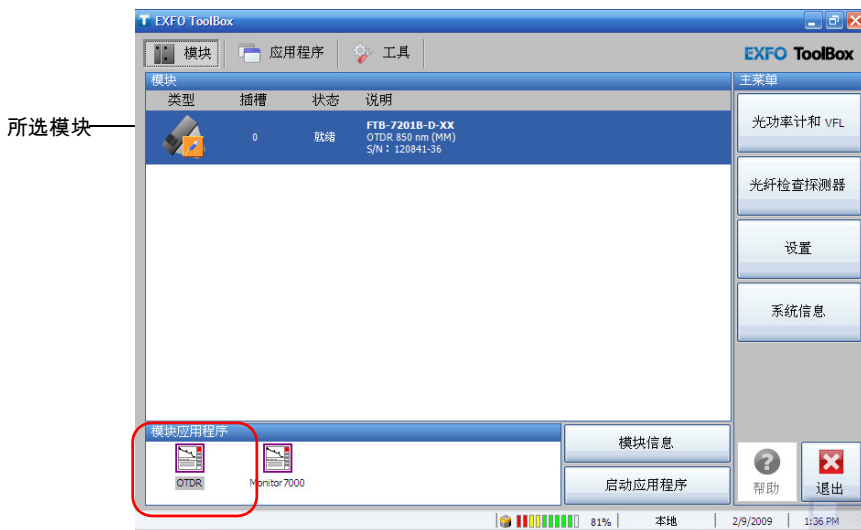 EXFO ToolBox
模块
应用程序
工具
EXFO ToolBox
模块
类型 插槽 状态 说明
0 就绪
FTB-7201B-D-XX
OTDR 850 nm (MM)
S/N：120841-36
所选模块
主菜单
光功率计和 VFL
光纤检查探测器
设置
系统信息
模块应用程序
OTDR
Monitor7000
模块信息
启动应用程序
帮助
退出
81% 本地 2/9/2009 1:36 PM